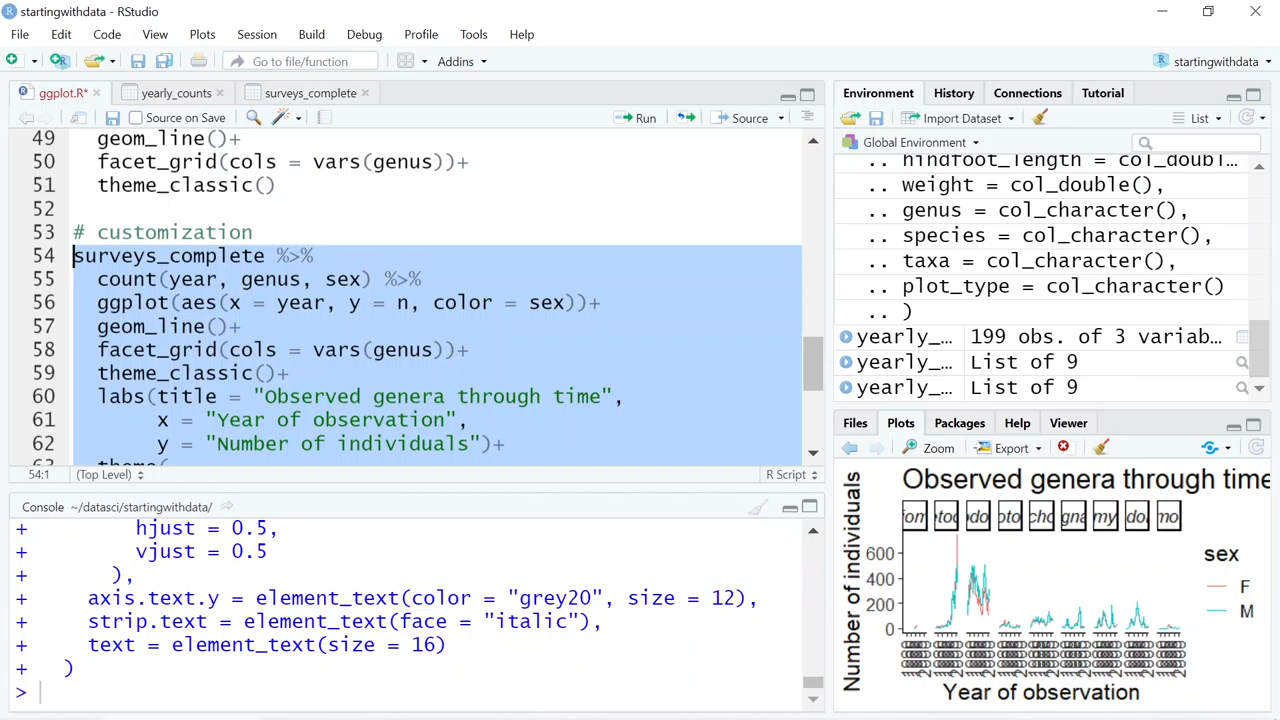 startingwithdata - RStudio
File Edit Code View Plots Session Build Debug Profile Tools Help
Go to file/function
Addins
startingwithdata
ggplot.R*
yearly_counts
surveys_complete
Source on Save
Run
Source
49 geom_line()+
50 facet_grid(cols = vars(genus))+
51 theme_classic()
52
53 # customization
54 surveys_complete %>%
55 count(year, genus, sex) %>%
56 ggplot(aes(x = year, y = n, color = sex))+
57 geom_line()+
58 facet_grid(cols = vars(genus))+
59 theme_classic()+
60 labs(title = "Observed genera through time",
61 x = "Year of observation",
62 y = "Number of individuals")+
63 theme(
54:1 (Top Level) R Script
Console ~/datasci/startingwithdata/
+ hjust = 0.5,
+ vjust = 0.5
+ ),
+ axis.text.y = element_text(color = "grey20", size = 12),
+ strip.text = element_text(face = "italic"),
+ text = element_text(size = 16)
+ )
>
Environment History Connections Tutorial
Import Dataset
List
Global Environment
.. hindfoot_length = col_doubl…
.. weight = col_double(),
.. genus = col_character(),
.. species = col_character(),
.. taxa = col_character(),
.. plot_type = col_character()
.. )
yearly_… 199 obs. of 3 variab…
yearly_… List of 9
yearly_… List of 9
Files Plots Packages Help Viewer
Zoom Export
Observed genera through time
Number of individuals
600
400
200
0
sex
F
M
Year of observation